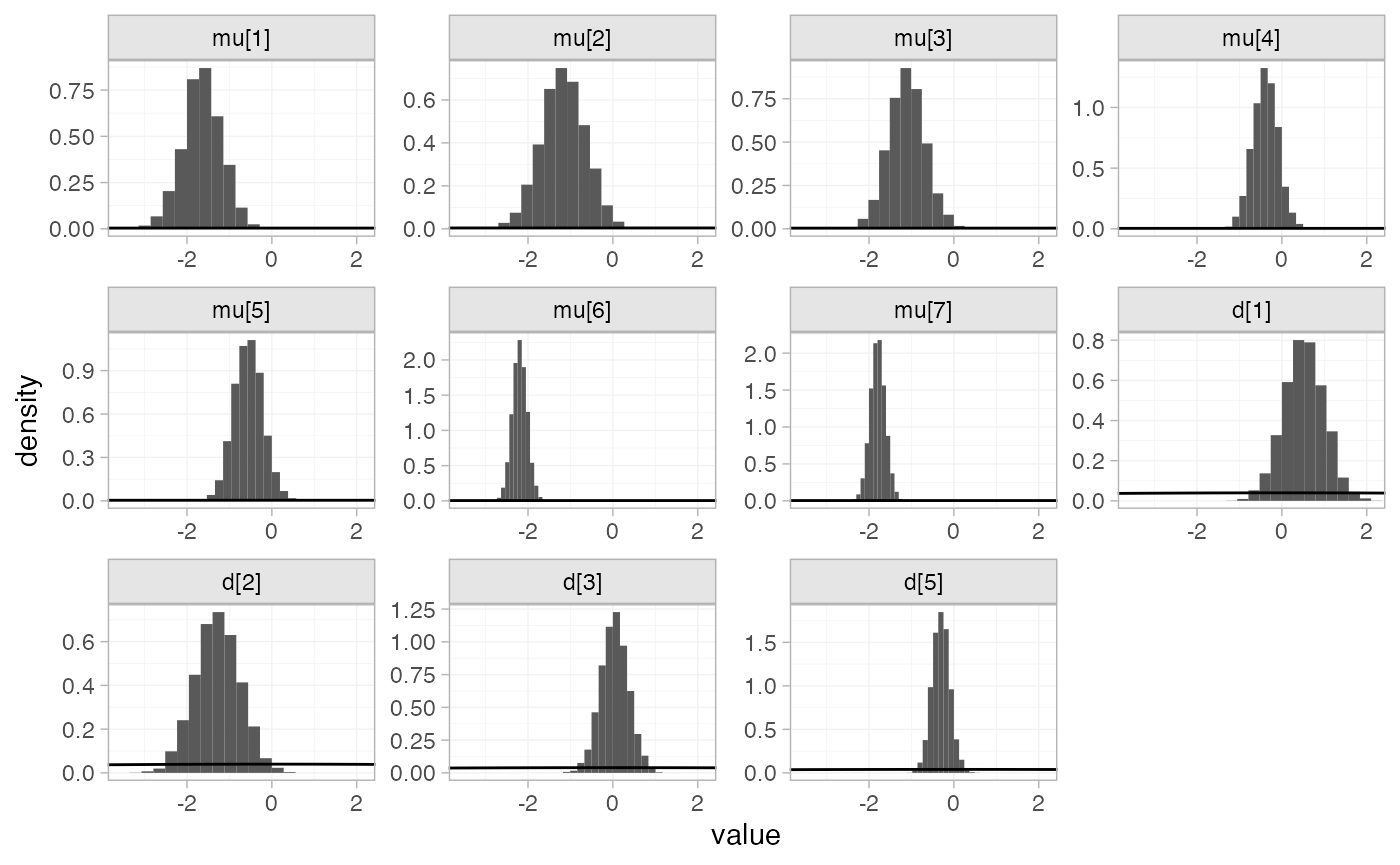 mu[1] mu[2] mu[3] mu[4]
0.75 0.50 0.25 0.00
0.6 0.4 0.2 0.0
0.75 0.50 0.25 0.00
1.0 0.5 0.0
-2 0 2 -2 0 2 -2 0 2 -2 0 2
mu[5] mu[6] mu[7] d[1]
0.9 0.6 0.3 0.0
2.0 1.5 1.0 0.5 0.0
2.0 1.5 1.0 0.5 0.0
0.8 0.6 0.4 0.2 0.0
-2 0 2 -2 0 2 -2 0 2 -2 0 2
d[2] d[3] d[5]
0.6 0.4 0.2 0.0
1.25 1.00 0.75 0.50 0.25 0.00
1.5 1.0 0.5 0.0
-2 0 2 -2 0 2 -2 0 2
density
value